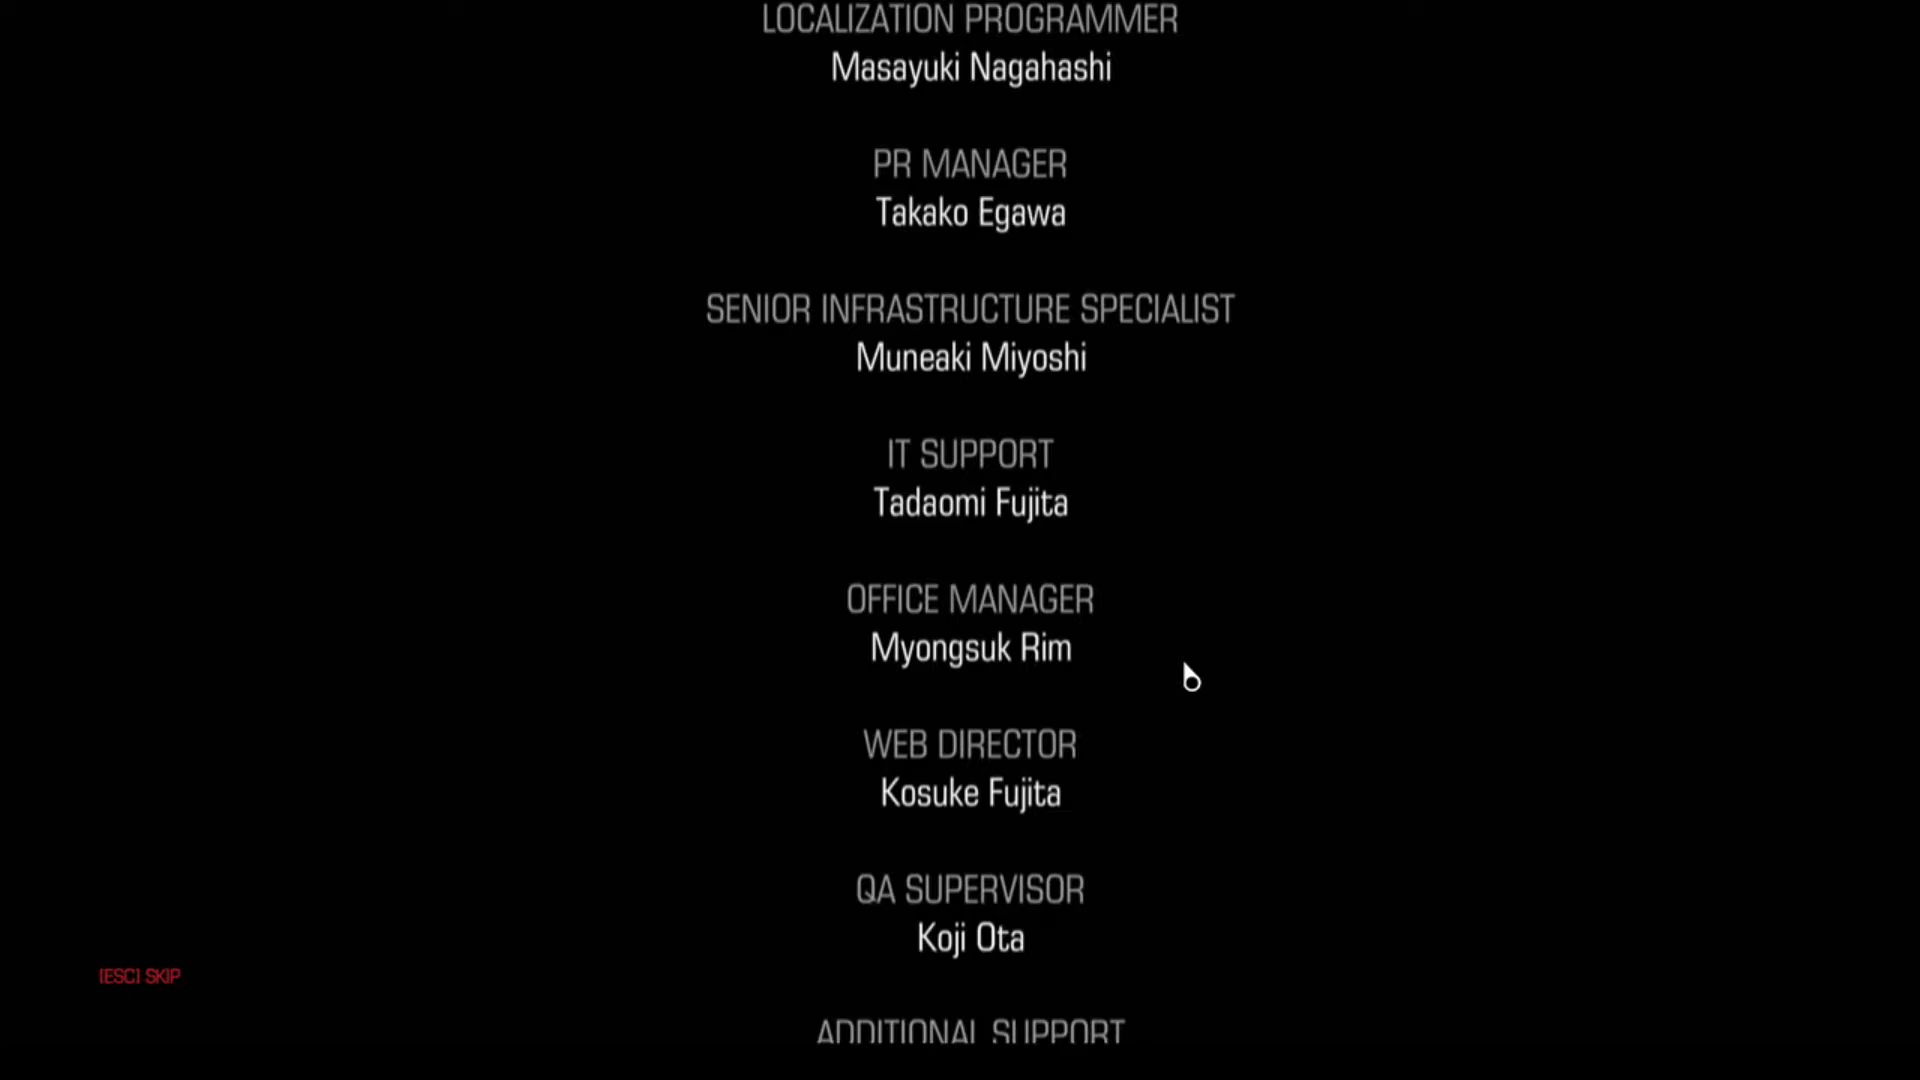 LOCALIZATION PROGRAMMER
Masayuki Nagahashi
PR MANAGER
Takako Egawa
SENIOR INFRASTRUCTURE SPECIALIST
Muneaki Miyoshi
IT SUPPORT
Tadaomi Fujita
OFFICE MANAGER
Myongsuk Rim
WEB DIRECTOR
Kosuke Fujita
QA SUPERVISOR
Koji Ota
[ESC] SKIP
ADDITIONAL SUPPORT